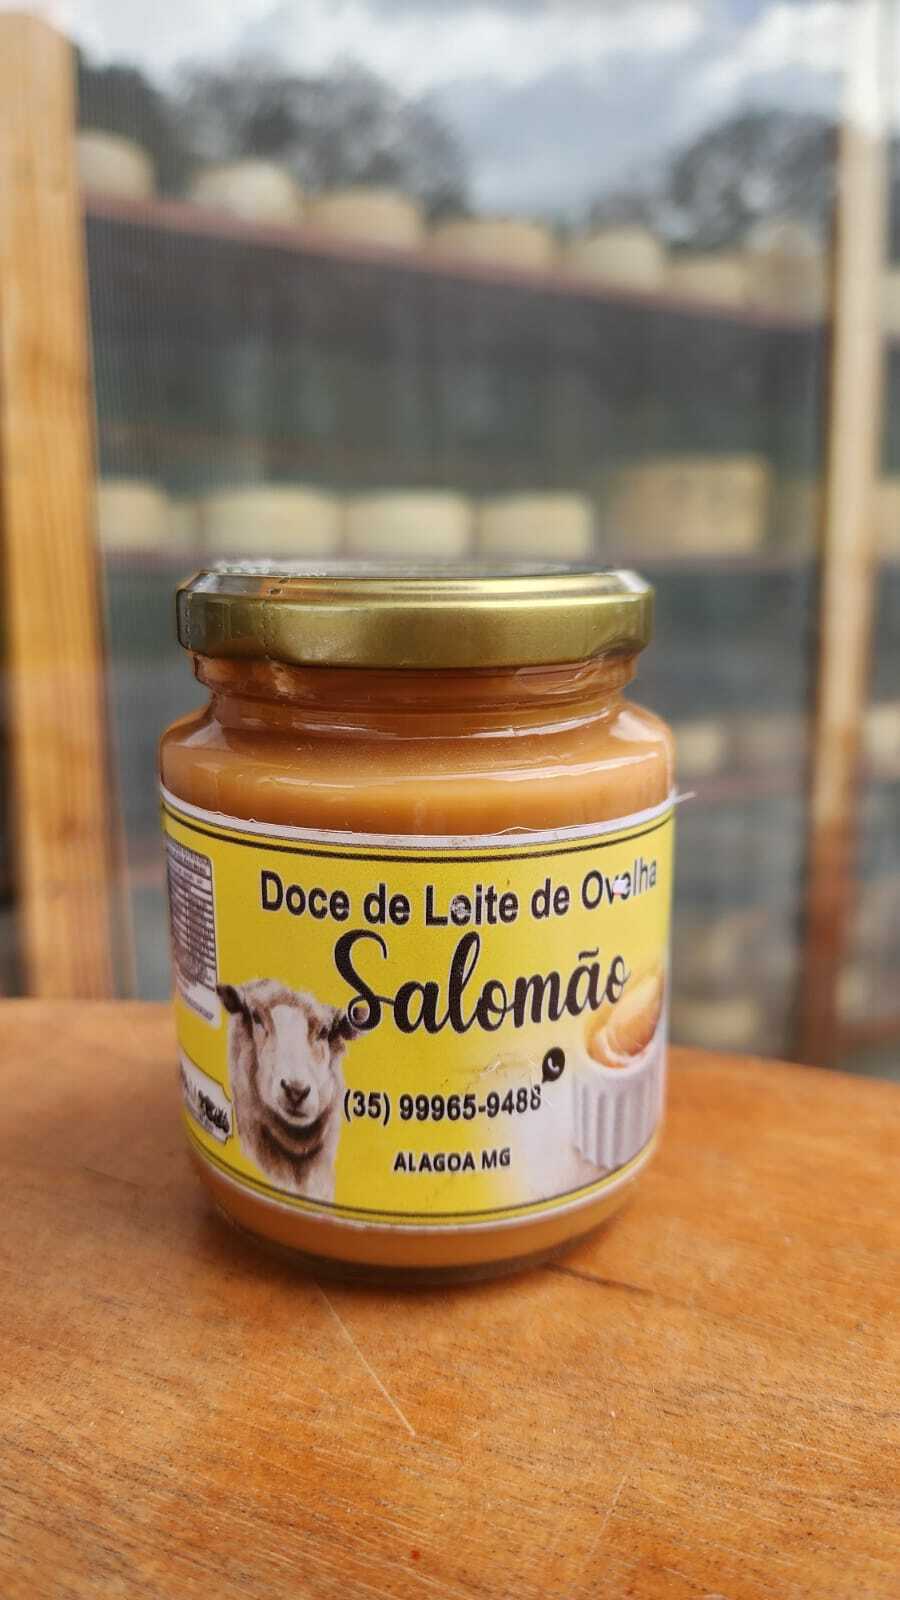 Doce de Leite de Ovelha
Salomão
(35) 99965-9488
ALAGOA MG